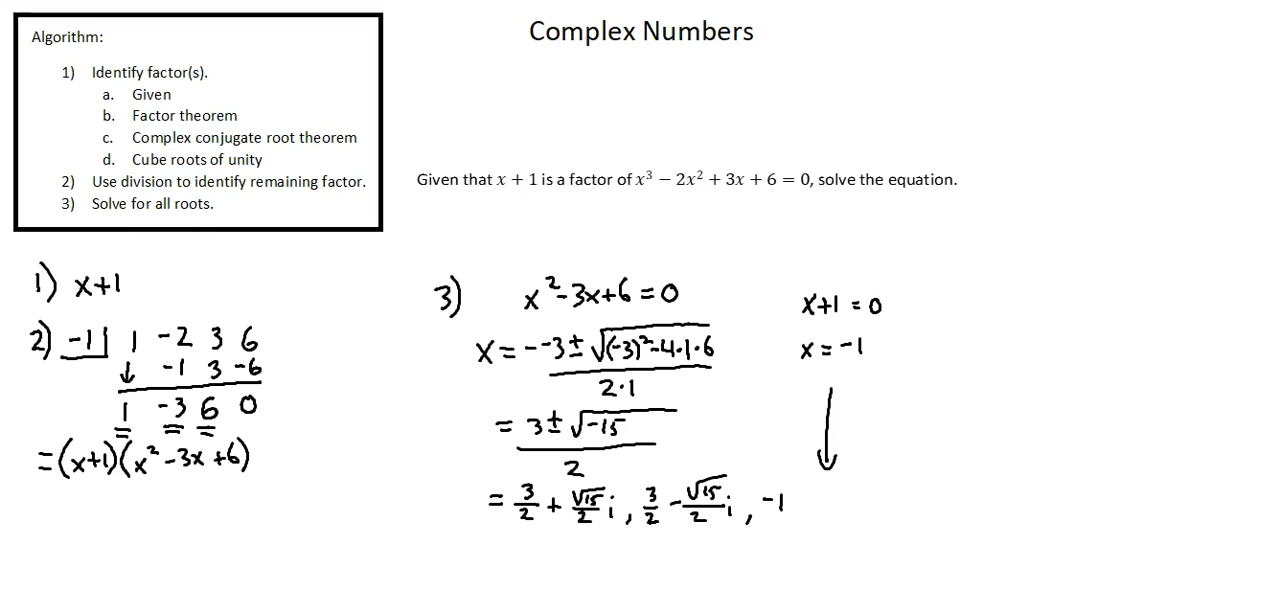 Complex Numbers
Algorithm:
1) Identify factor(s).
a. Given
b. Factor theorem
c. Complex conjugate root theorem
d. Cube roots of unity
2) Use division to identify remaining factor.
3) Solve for all roots.
Given that x + 1 is a factor of x³ − 2x² + 3x + 6 = 0, solve the equation.
1) x+1
2) -1| 1 -2 3 6
↓ -1 3 -6
1 -3 6 0
=(x+1)(x² -3x +6)
3) x²-3x+6=0
x = (--3 ± √((-3)²-4·1·6))/(2·1)
= (3 ± √(-15))/2
= 3/2 + √15/2 i, 3/2 - √15/2 i, -1
x+1 = 0
x = -1